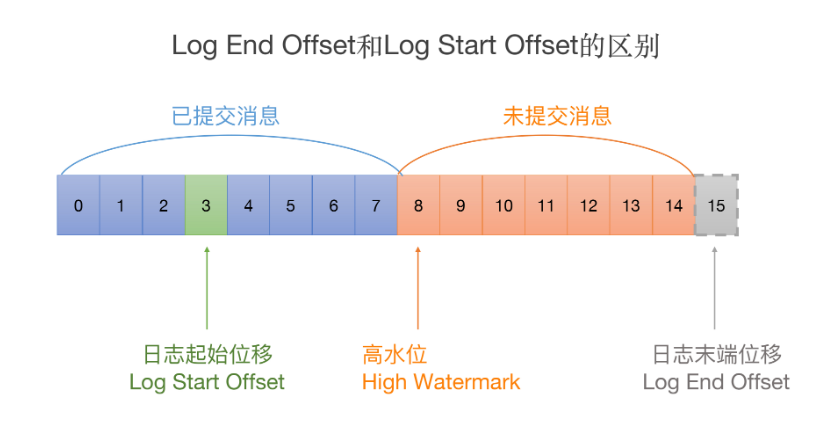 Log End Offset和Log Start Offset的区别
已提交消息 未提交消息
0 1 2 3 4 5 6 7 8 9 10 11 12 13 14 15
日志起始位移 高水位 日志末端位移
Log Start Offset High Watermark Log End Offset